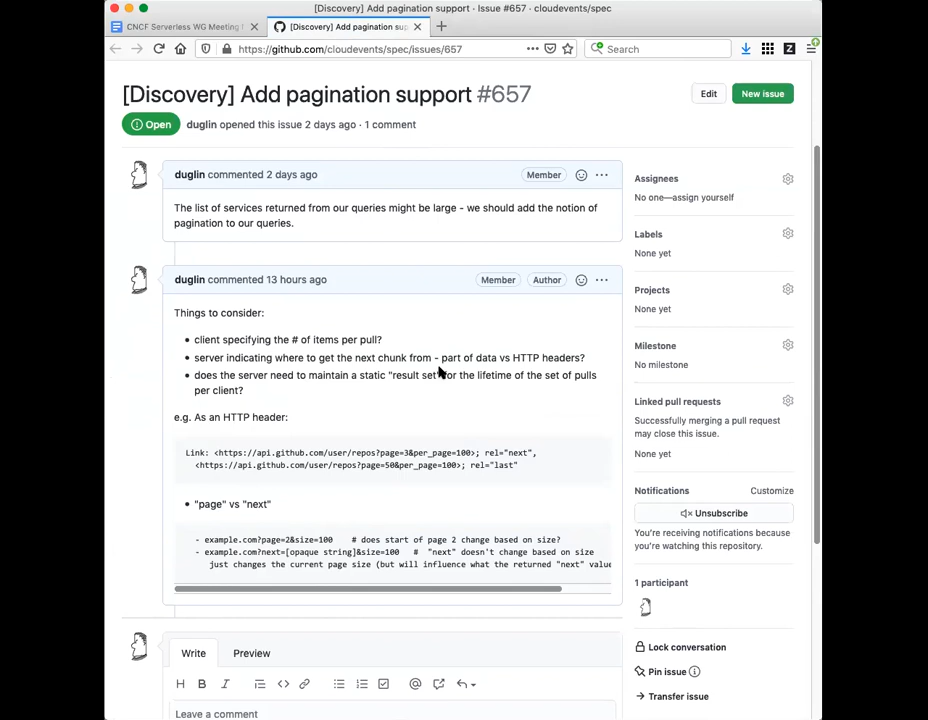 [Discovery] Add pagination support · Issue #657 · cloudevents/spec
CNCF Serverless WG Meeting
[Discovery] Add pagination sup
https://github.com/cloudevents/spec/issues/657
Search
[Discovery] Add pagination support #657
Edit
New issue
Open
duglin opened this issue 2 days ago · 1 comment
duglin commented 2 days ago
Member
The list of services returned from our queries might be large - we should add the notion of
pagination to our queries.
duglin commented 13 hours ago
Member
Author
Things to consider:
• client specifying the # of items per pull?
• server indicating where to get the next chunk from - part of data vs HTTP headers?
• does the server need to maintain a static "result set" for the lifetime of the set of pulls
per client?
e.g. As an HTTP header:
Link: <https://api.github.com/user/repos?page=3&per_page=100>; rel="next",
<https://api.github.com/user/repos?page=50&per_page=100>; rel="last"
• "page" vs "next"
- example.com?page=2&size=100 # does start of page 2 change based on size?
- example.com?next=[opaque string]&size=100 # "next" doesn't change based on size
just changes the current page size (but will influence what the returned "next" value
Write
Preview
H B I
Leave a comment
Assignees
No one—assign yourself
Labels
None yet
Projects
None yet
Milestone
No milestone
Linked pull requests
Successfully merging a pull request
may close this issue.
None yet
Notifications
Customize
Unsubscribe
You're receiving notifications because
you're watching this repository.
1 participant
Lock conversation
Pin issue
Transfer issue